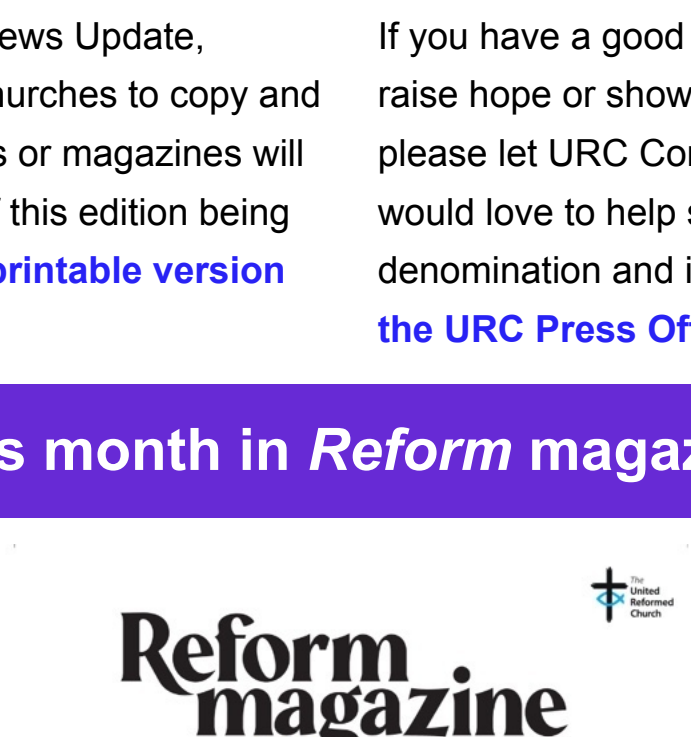 ews Update,
hurches to copy and
s or magazines will
this edition being
printable version
If you have a good
raise hope or show
please let URC Co
would love to help s
denomination and i
the URC Press Of
s month in Reform magaz
The
United
Reformed
Church
Reform
magazine